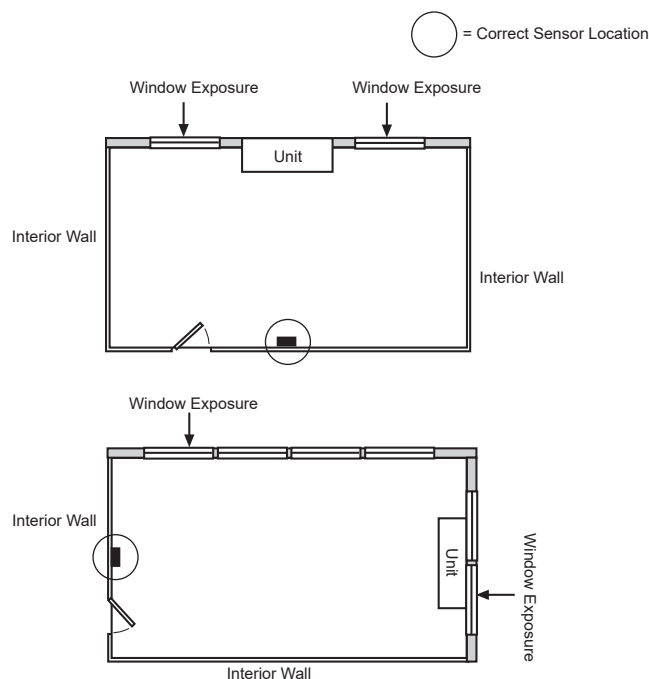 = Correct Sensor Location
Window Exposure
Window Exposure
Unit
Interior Wall
Interior Wall
Window Exposure
Interior Wall
Unit
Window Exposure
Interior Wall